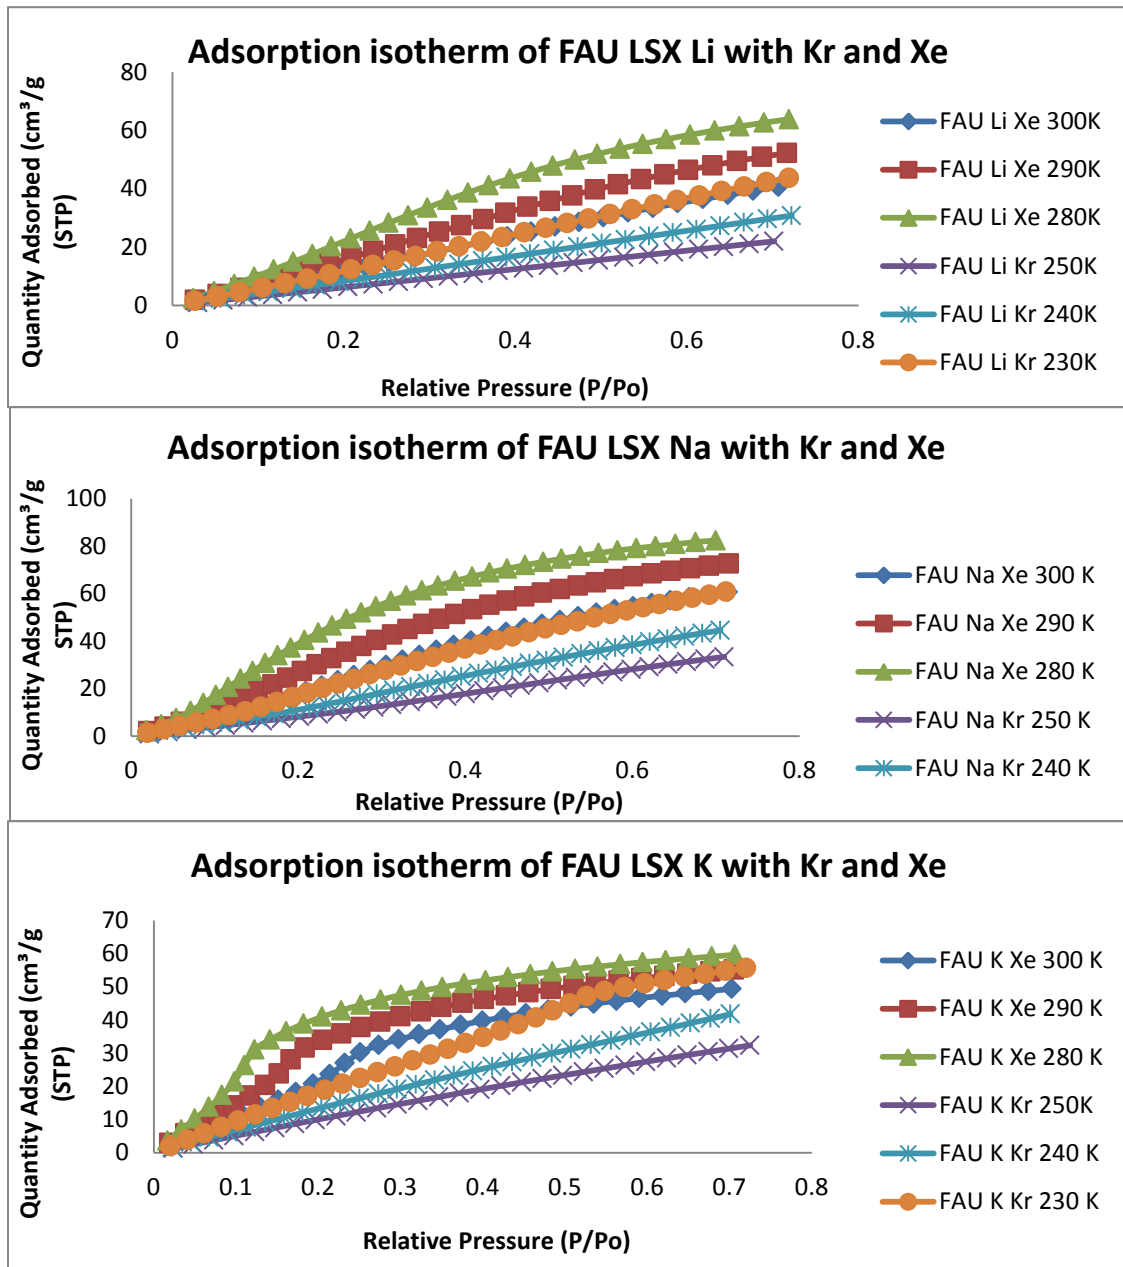 Adsorption isotherm of FAU LSX Li with Kr and Xe
Quantity Adsorbed (cm³/g
(STP)
80
60
40
20
0
0 0.2 0.4 0.6 0.8
Relative Pressure (P/Po)
FAU Li Xe 300K
FAU Li Xe 290K
FAU Li Xe 280K
FAU Li Kr 250K
FAU Li Kr 240K
FAU Li Kr 230K
Adsorption isotherm of FAU LSX Na with Kr and Xe
Quantity Adsorbed (cm³/g
STP)
100
80
60
40
20
0
0 0.2 0.4 0.6 0.8
Relative Pressure (P/Po)
FAU Na Xe 300 K
FAU Na Xe 290 K
FAU Na Xe 280 K
FAU Na Kr 250 K
FAU Na Kr 240 K
Adsorption isotherm of FAU LSX K with Kr and Xe
Quantity Adsorbed (cm³/g
(STP)
70
60
50
40
30
20
10
0
0 0.1 0.2 0.3 0.4 0.5 0.6 0.7 0.8
Relative Pressure (P/Po)
FAU K Xe 300 K
FAU K Xe 290 K
FAU K Xe 280 K
FAU K Kr 250K
FAU K Kr 240 K
FAU K Kr 230 K